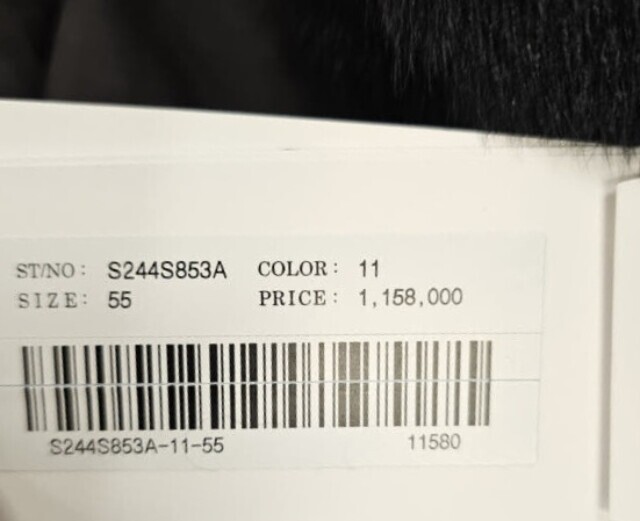 ST/NO: S244S853A COLOR: 11
SIZE: 55 PRICE: 1,158,000
S244S853A-11-55 11580